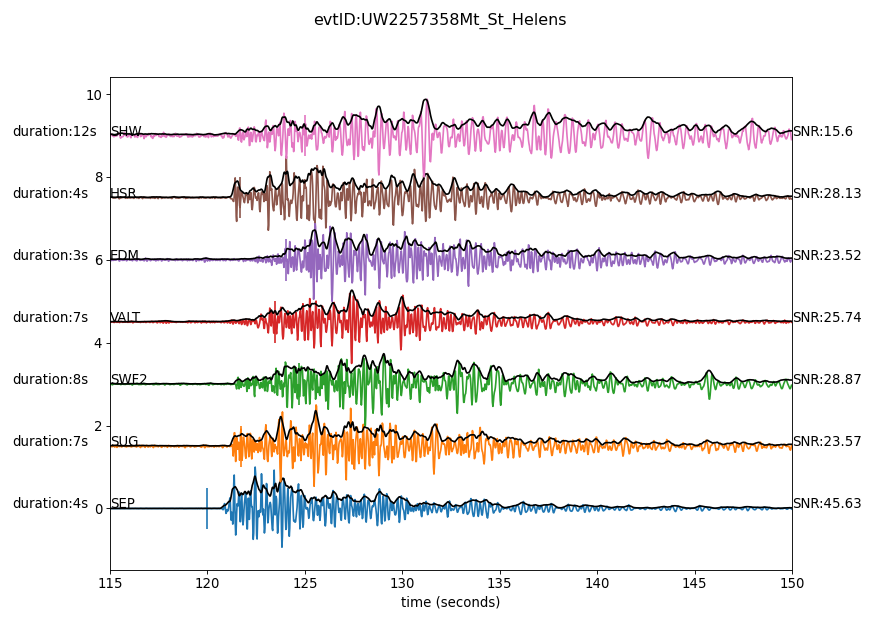 evtID:UW2257358Mt_St_Helens
10
duration:12s SHW SNR:15.6
8
duration:4s HSR SNR:28.13
duration:3s EDM SNR:23.52
6
duration:7s VALT SNR:25.74
4
duration:8s SWF2 SNR:28.87
2
duration:7s SUG SNR:23.57
duration:4s SEP SNR:45.63
0
115 120 125 130 135 140 145 150
time (seconds)